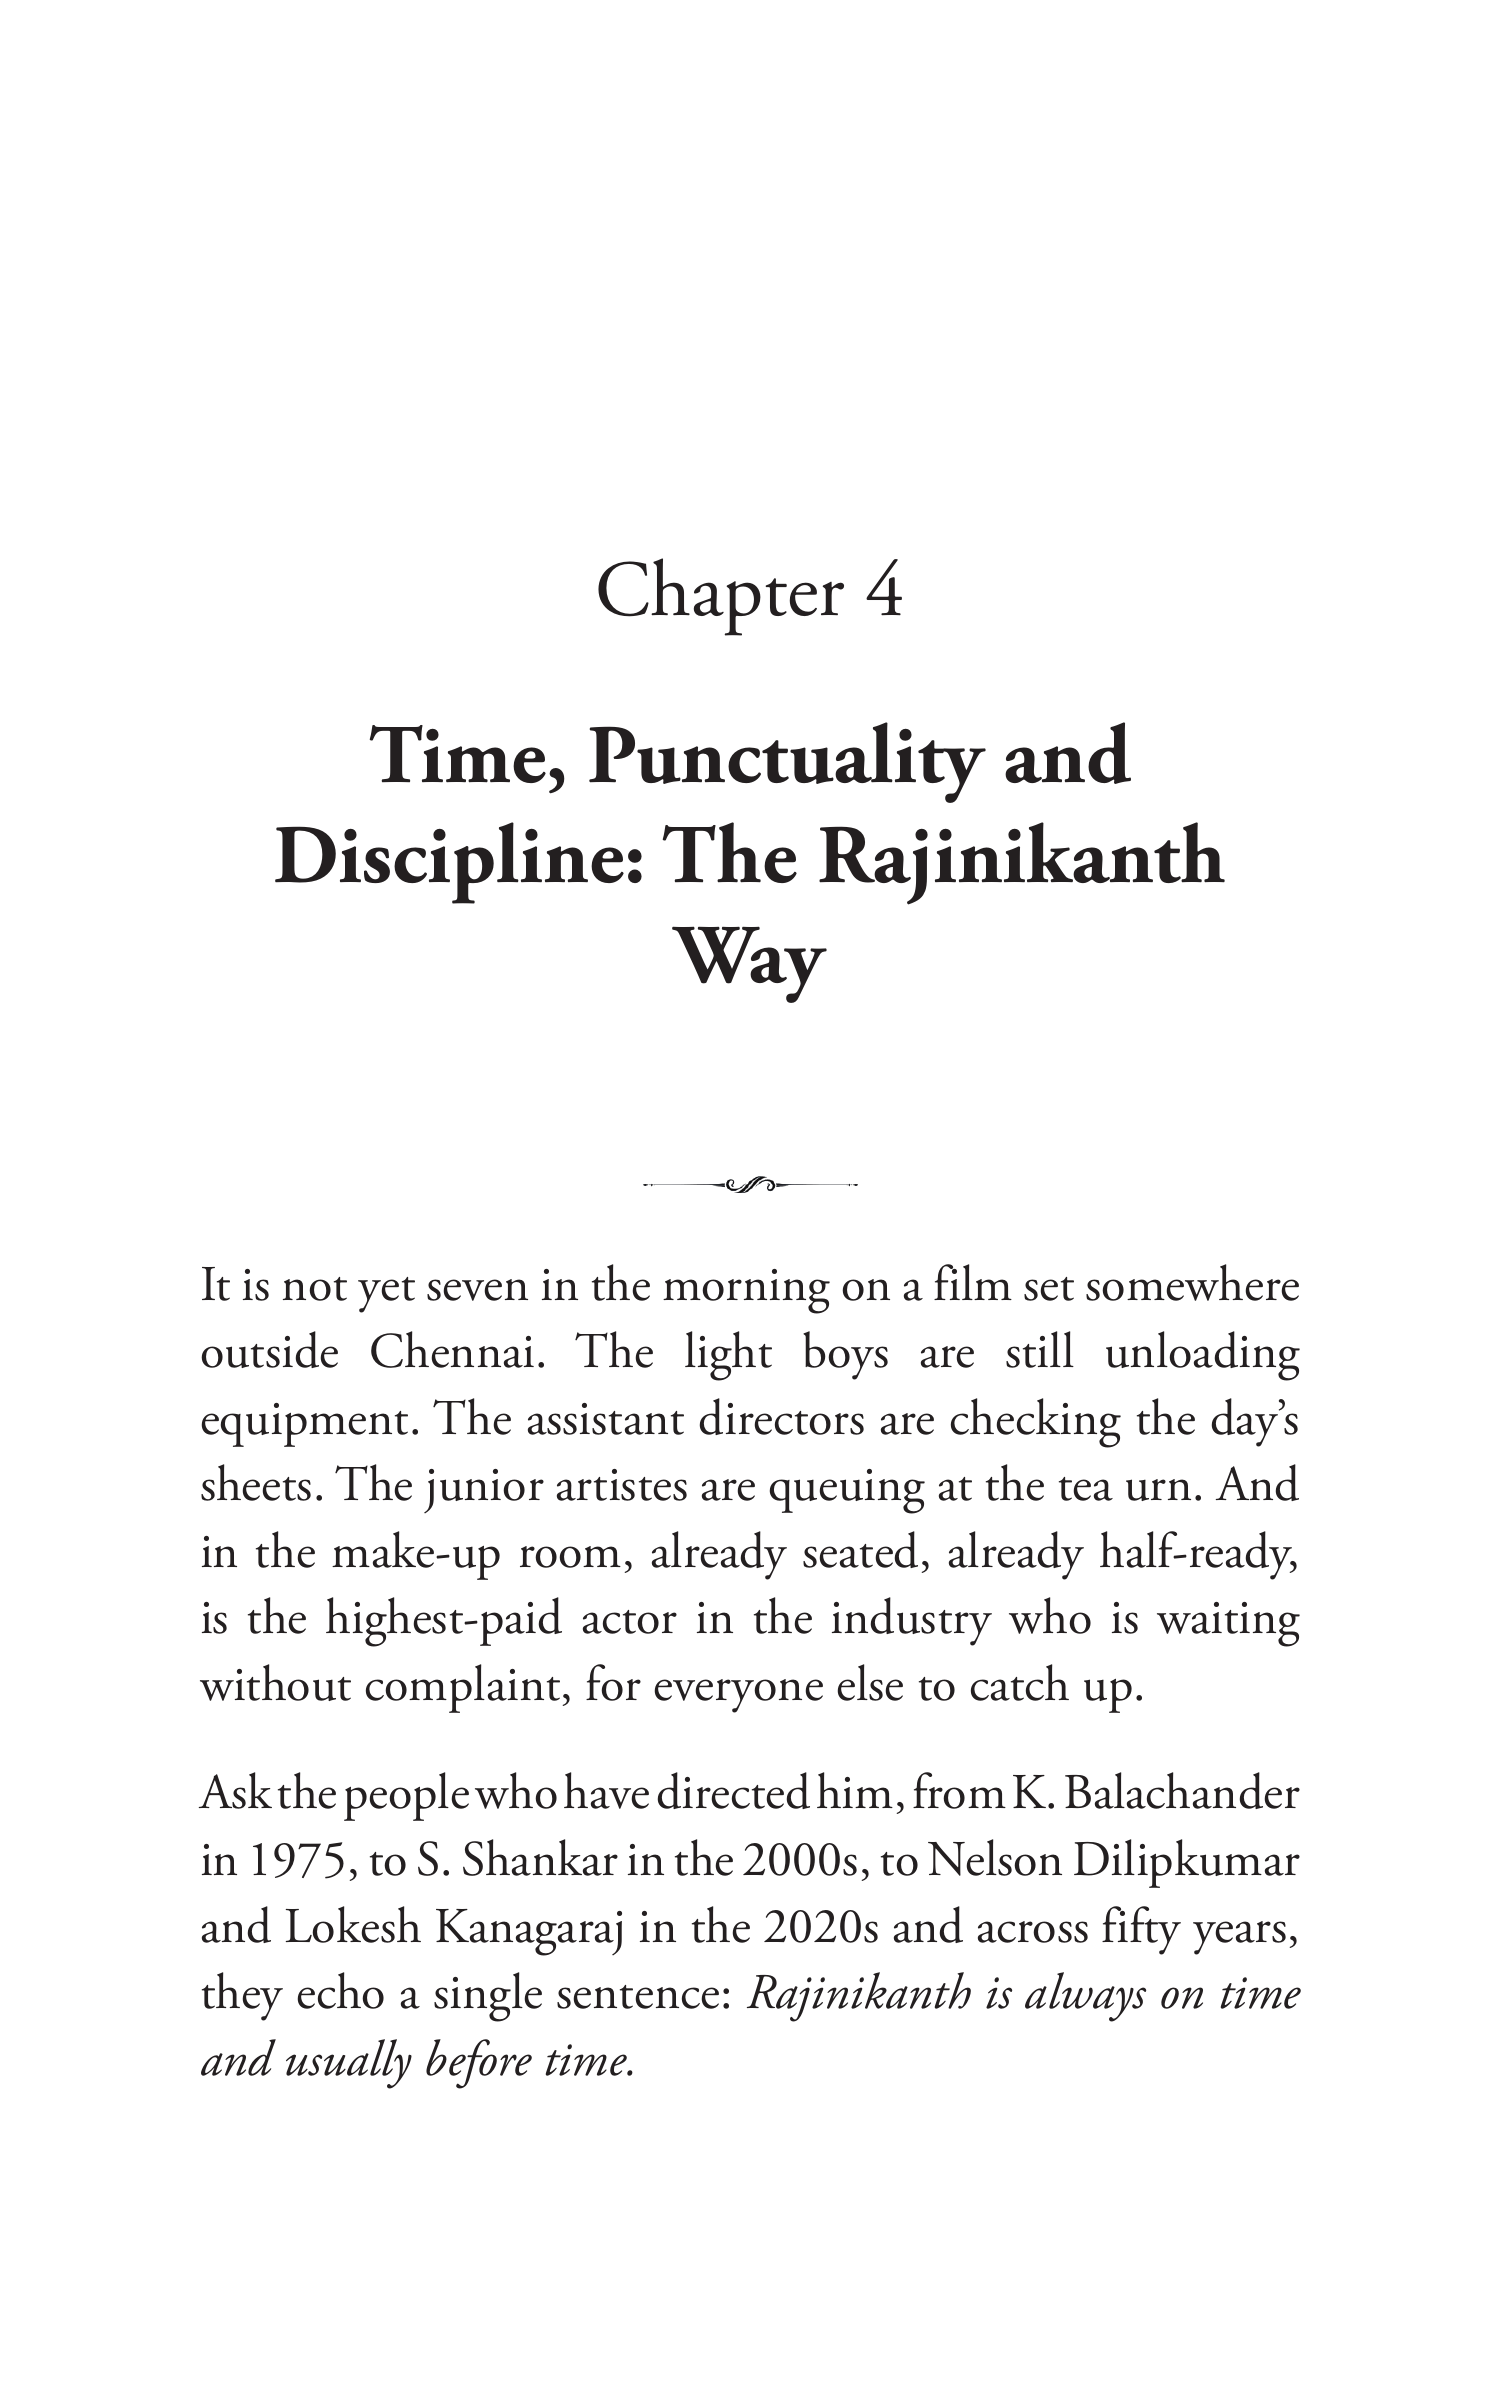 Chapter 4
Time, Punctuality and
Discipline: The Rajinikanth
Way
It is not yet seven in the morning on a film set somewhere
outside Chennai. The light boys are still unloading
equipment. The assistant directors are checking the day’s
sheets. The junior artistes are queuing at the tea urn. And
in the make-up room, already seated, already half-ready,
is the highest-paid actor in the industry who is waiting
without complaint, for everyone else to catch up.
Ask the people who have directed him, from K. Balachander
in 1975, to S. Shankar in the 2000s, to Nelson Dilipkumar
and Lokesh Kanagaraj in the 2020s and across fifty years,
they echo a single sentence: Rajinikanth is always on time
and usually before time.